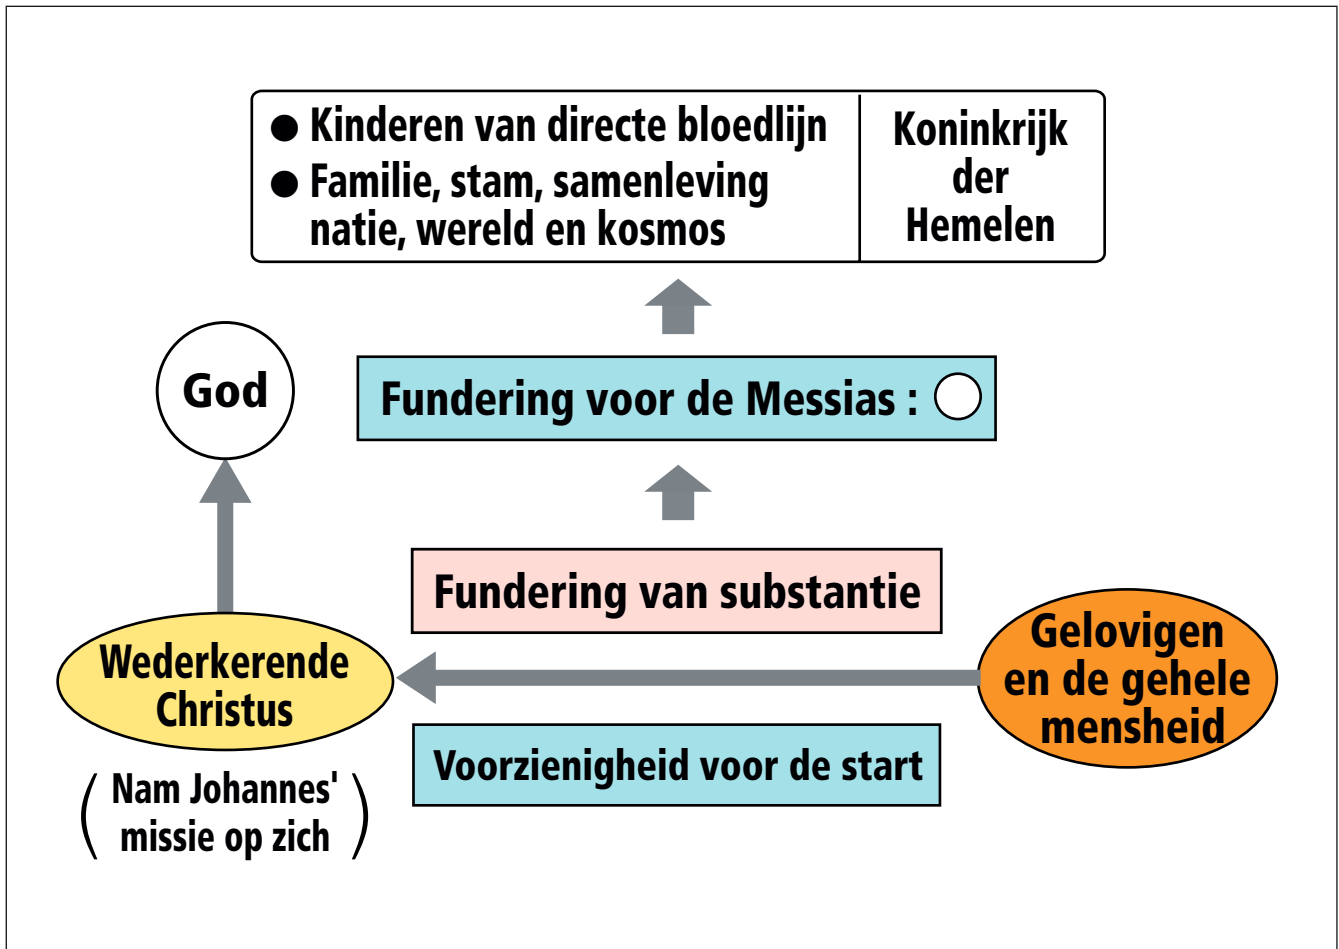 ● Kinderen van directe bloedlijn
● Familie, stam, samenleving
natie, wereld en kosmos
Koninkrijk
der
Hemelen
God
Fundering voor de Messias :
Fundering van substantie
Wederkerende
Christus
Gelovigen
en de gehele
mensheid
Voorzienigheid voor de start
( Nam Johannes'
missie op zich )